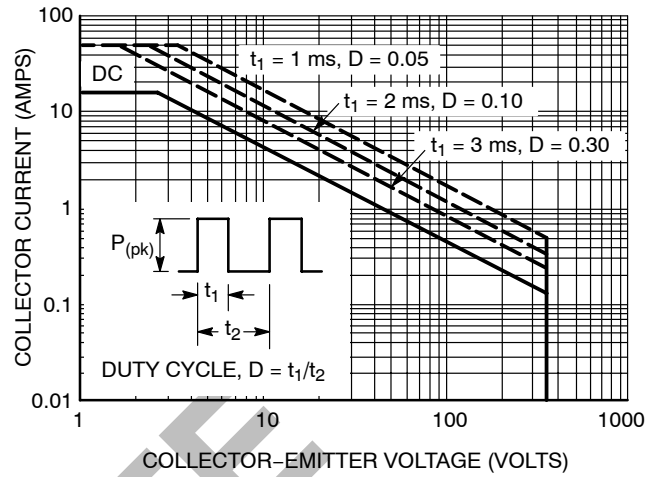 100
10
1
0.1
0.01
COLLECTOR CURRENT (AMPS)
DC
t1 = 1 ms, D = 0.05
t1 = 2 ms, D = 0.10
t1 = 3 ms, D = 0.30
P(pk)
t1
t2
DUTY CYCLE, D = t1/t2
1
10
100
1000
COLLECTOR−EMITTER VOLTAGE (VOLTS)